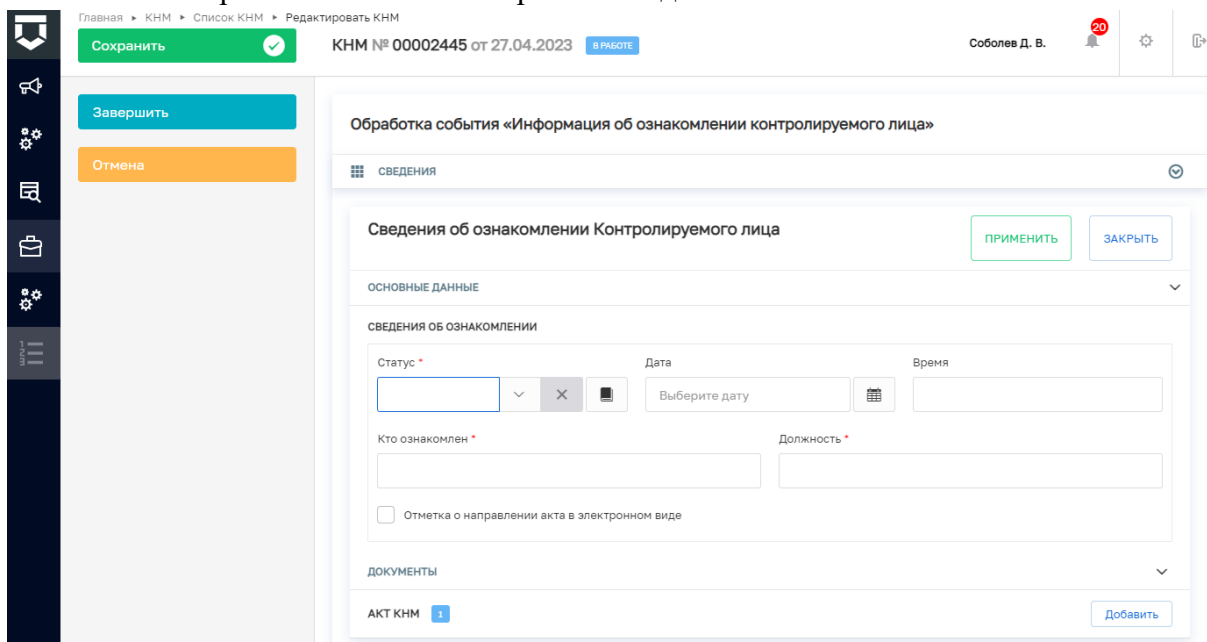 Главная ▸ КНМ ▸ Список КНМ ▸ Редактировать КНМ
Сохранить
КНМ № 00002445 от 27.04.2023 В РАБОТЕ
Соболев Д. В.
20
Завершить
Отмена
Обработка события «Информация об ознакомлении контролируемого лица»
СВЕДЕНИЯ
Сведения об ознакомлении Контролируемого лица
ПРИМЕНИТЬ
ЗАКРЫТЬ
ОСНОВНЫЕ ДАННЫЕ
СВЕДЕНИЯ ОБ ОЗНАКОМЛЕНИИ
Статус * Дата Время
Выберите дату
Кто ознакомлен * Должность *
Отметка о направлении акта в электронном виде
ДОКУМЕНТЫ
АКТ КНМ 1 Добавить